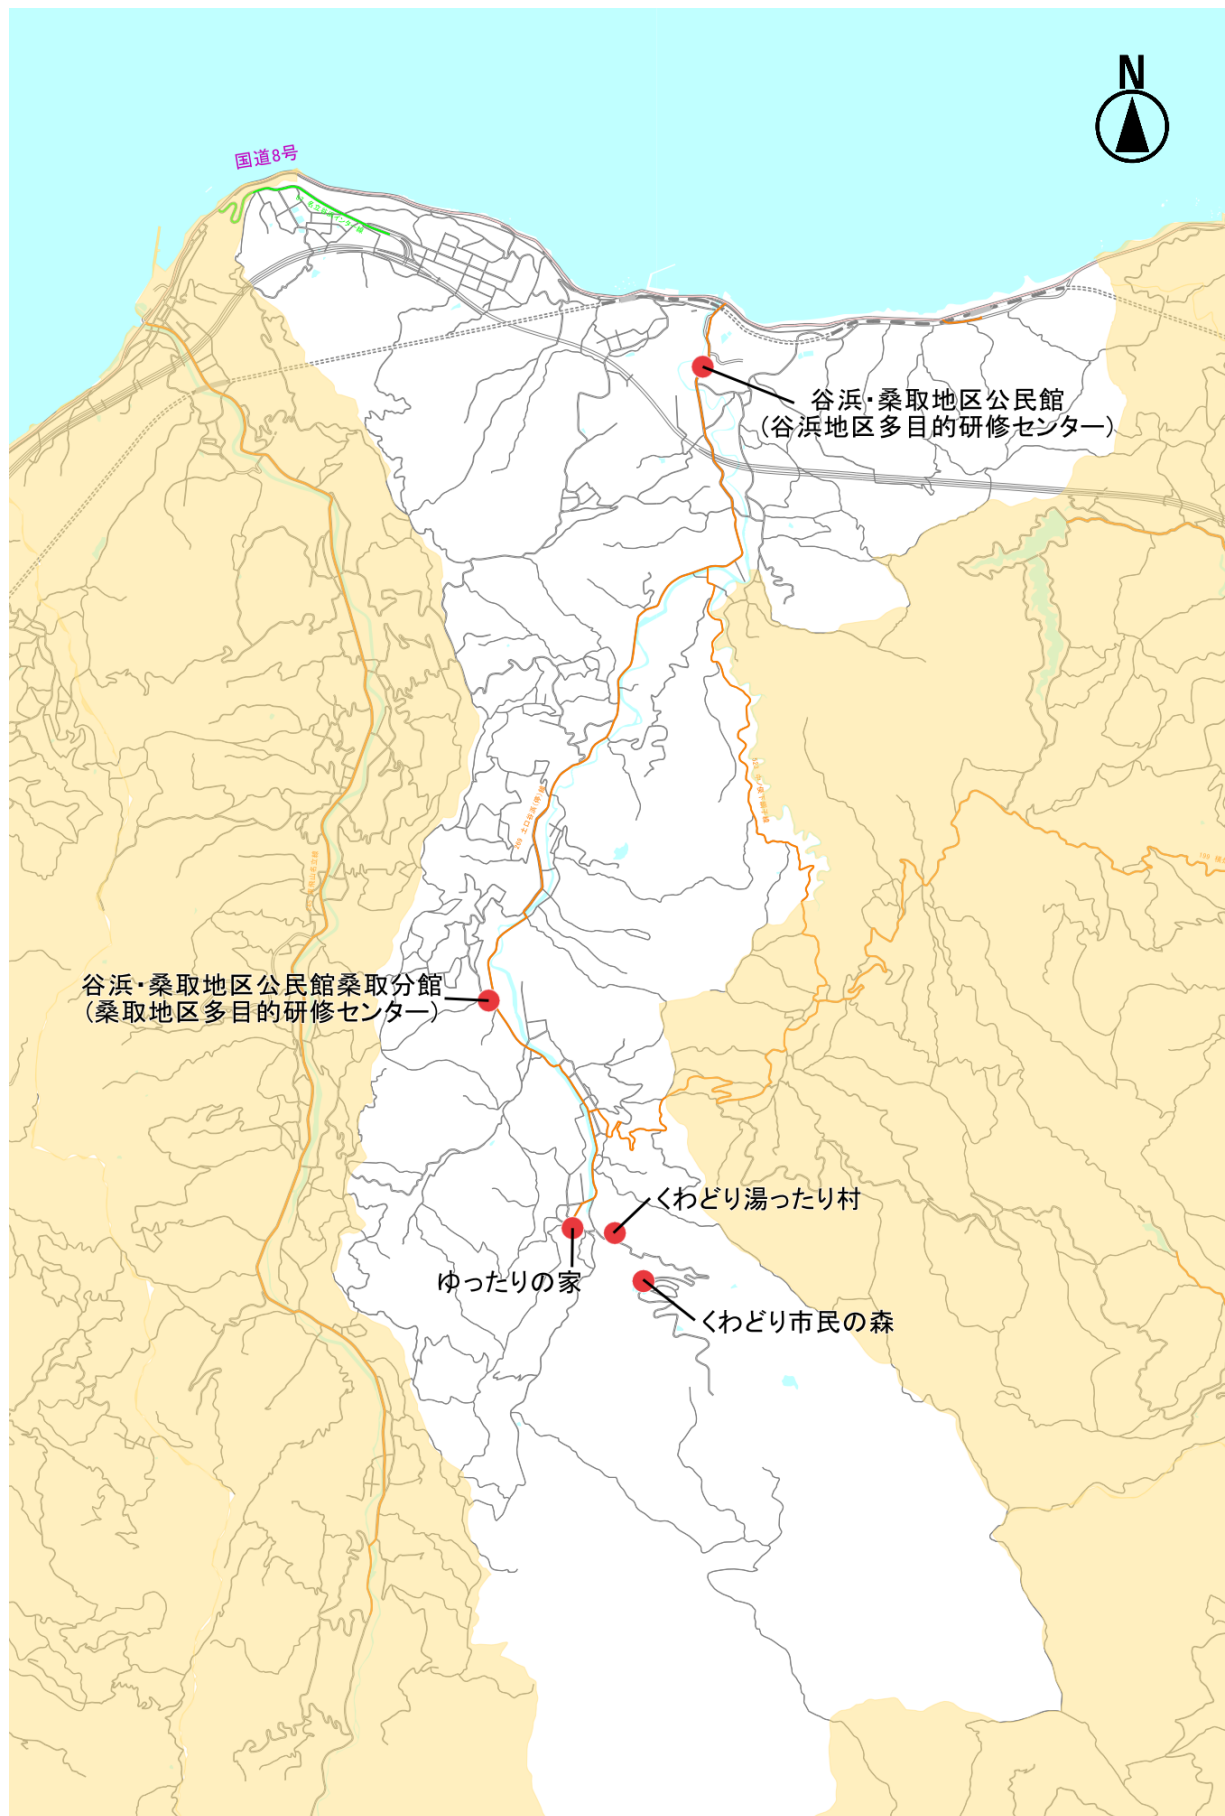 N
国道8号
谷浜・桑取地区公民館
(谷浜地区多目的研修センター)
谷浜・桑取地区公民館桑取分館
(桑取地区多目的研修センター)
くわどり湯ったり村
ゆったりの家
くわどり市民の森